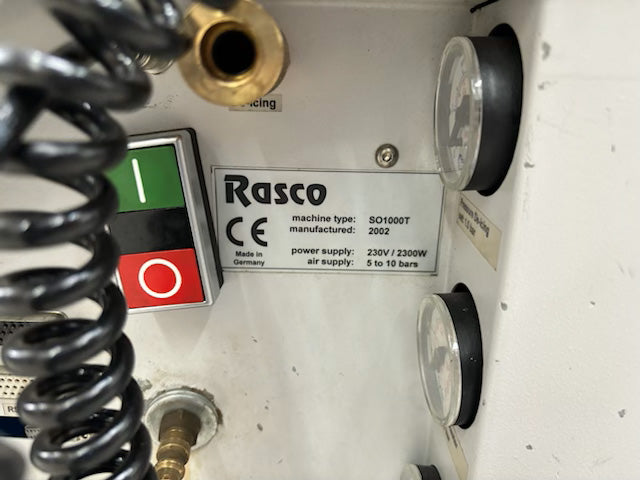 icing
Rasco
CE
machine type: SO1000T
manufactured: 2002
Made in
Germany
power supply: 230V / 2300W
air supply: 5 to 10 bars
I
O